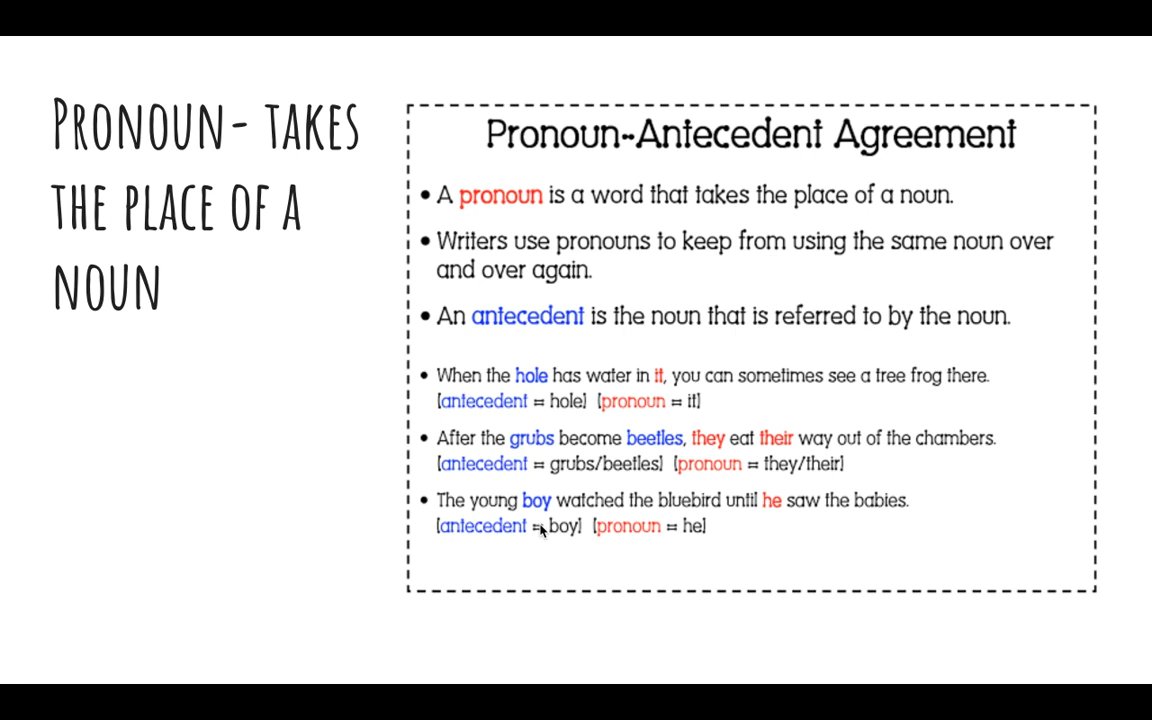 PRONOUN- TAKES
THE PLACE OF A
NOUN
Pronoun-Antecedent Agreement
• A pronoun is a word that takes the place of a noun.
• Writers use pronouns to keep from using the same noun over
and over again.
• An antecedent is the noun that is referred to by the noun.
• When the hole has water in it, you can sometimes see a tree frog there.
[antecedent = hole] [pronoun = it]
• After the grubs become beetles, they eat their way out of the chambers.
[antecedent = grubs/beetles] [pronoun = they/their]
• The young boy watched the bluebird until he saw the babies.
[antecedent = boy] [pronoun = he]